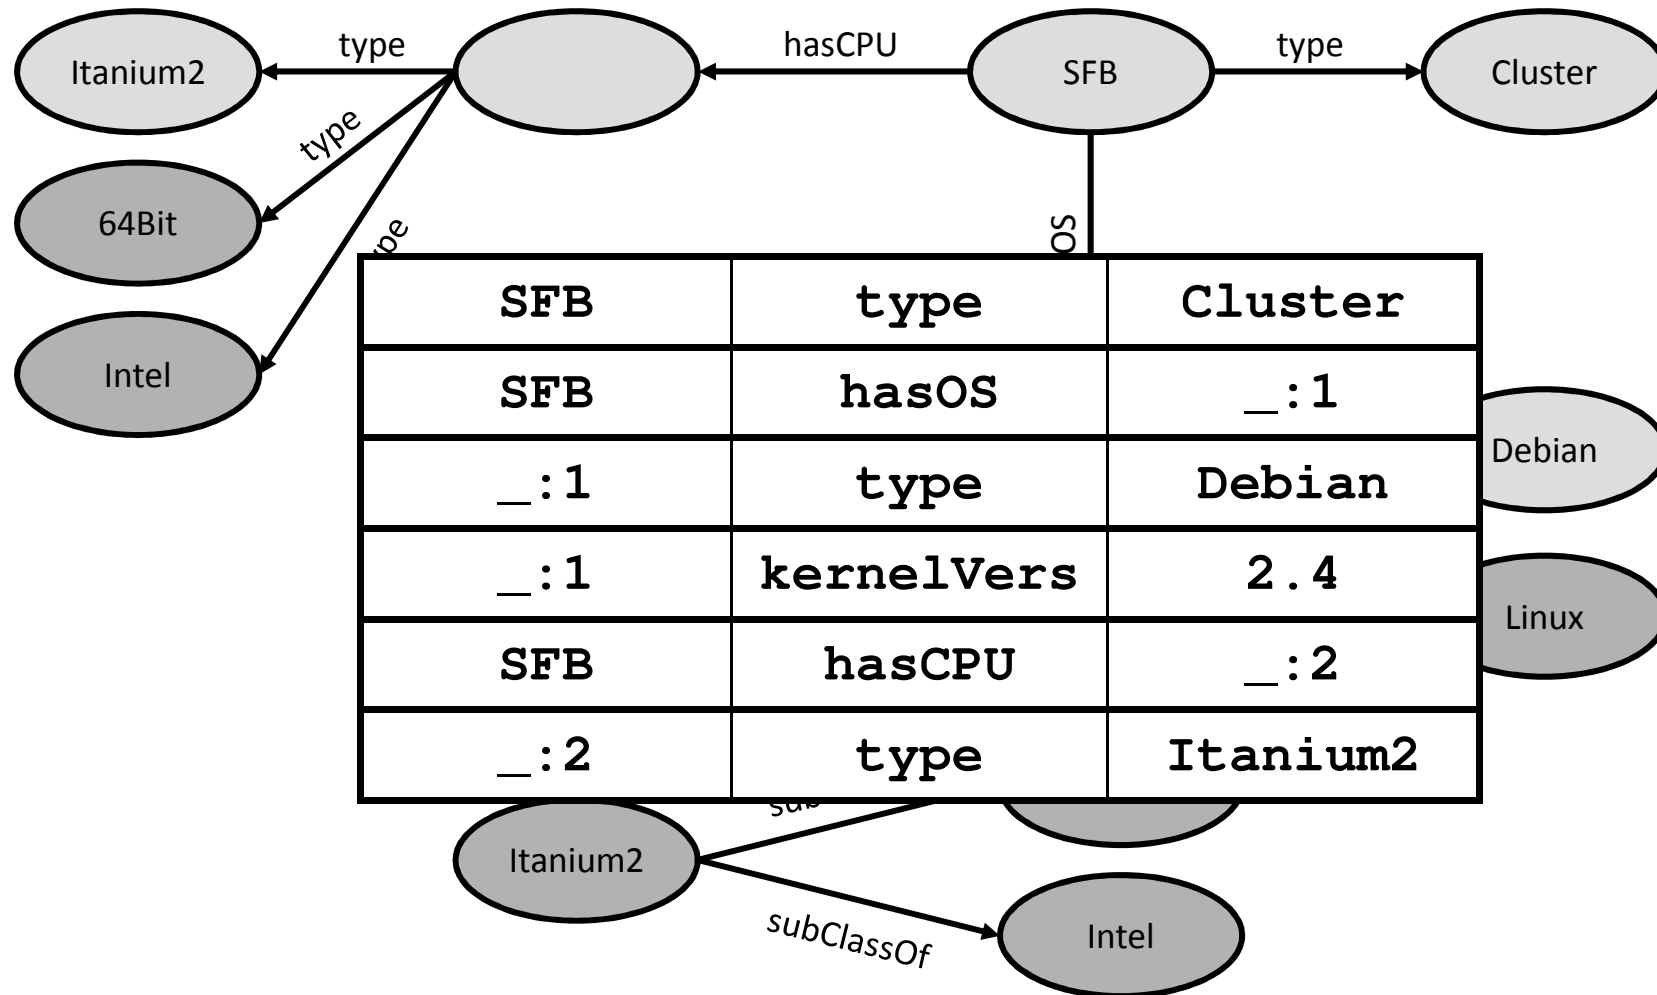 type hasCPU type
Itanium2 SFB Cluster
type
64Bit
OS
Intel
SFB type Cluster
SFB hasOS _:1
_:1 type Debian
_:1 kernelVers 2.4
SFB hasCPU _:2
_:2 type Itanium2
Debian
Linux
Itanium2
subClassOf
Intel